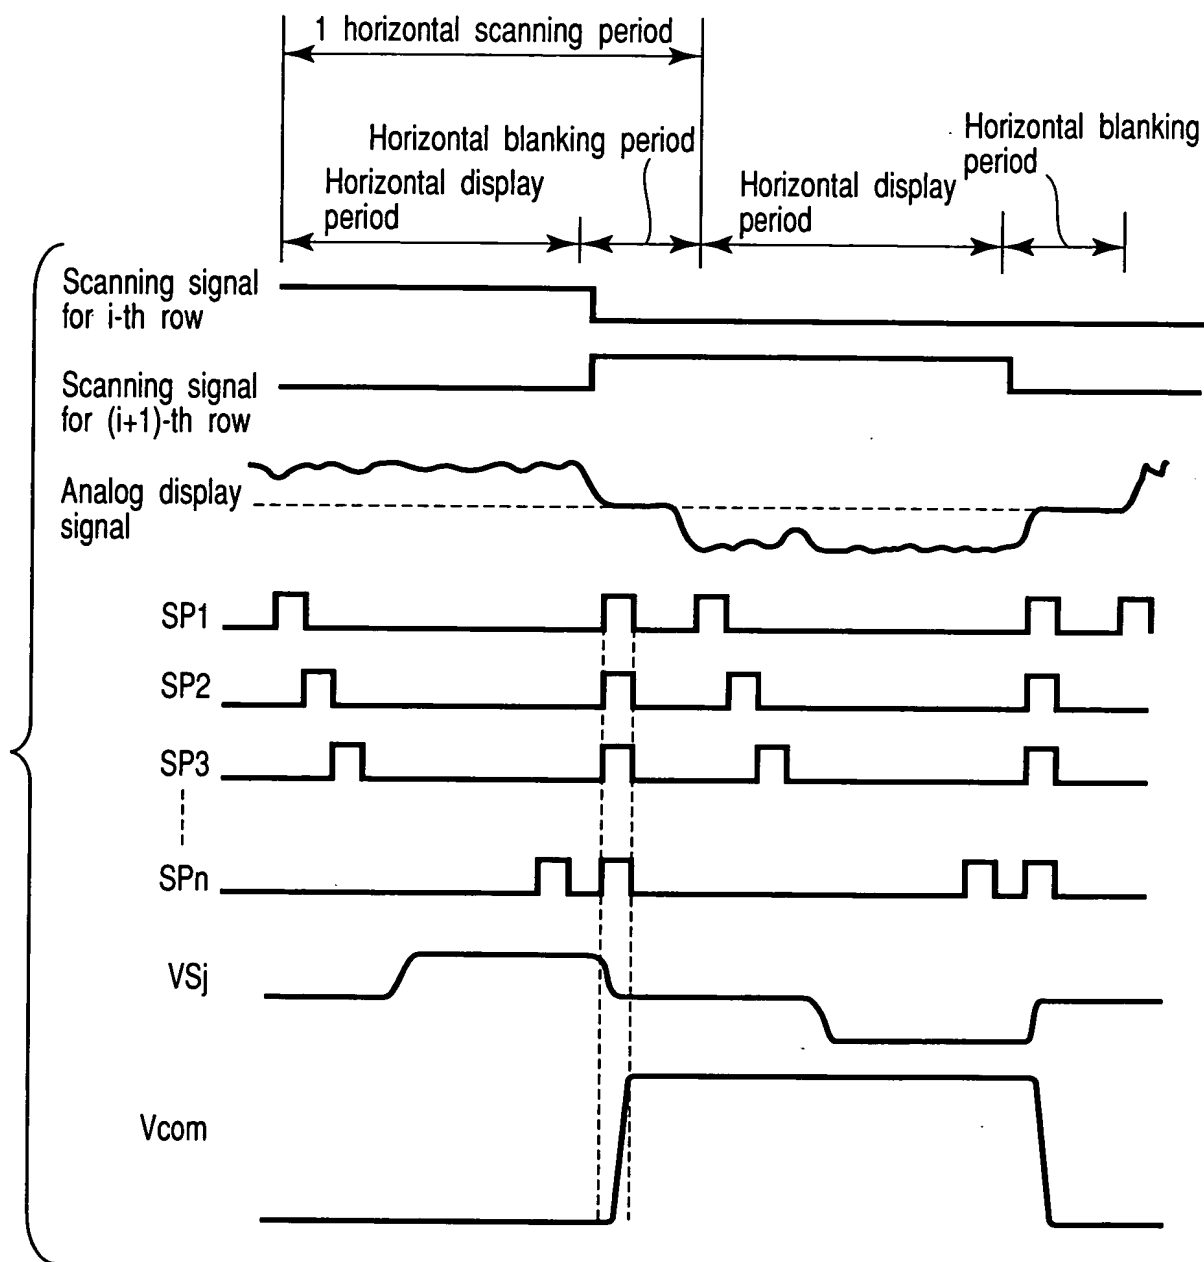 1 horizontal scanning period
Horizontal blanking period
Horizontal blanking
period
Horizontal display
period
Horizontal display
period
Scanning signal
for i-th row
Scanning signal
for (i+1)-th row
Analog display
signal
SP1
SP2
SP3
SPn
VSj
Vcom